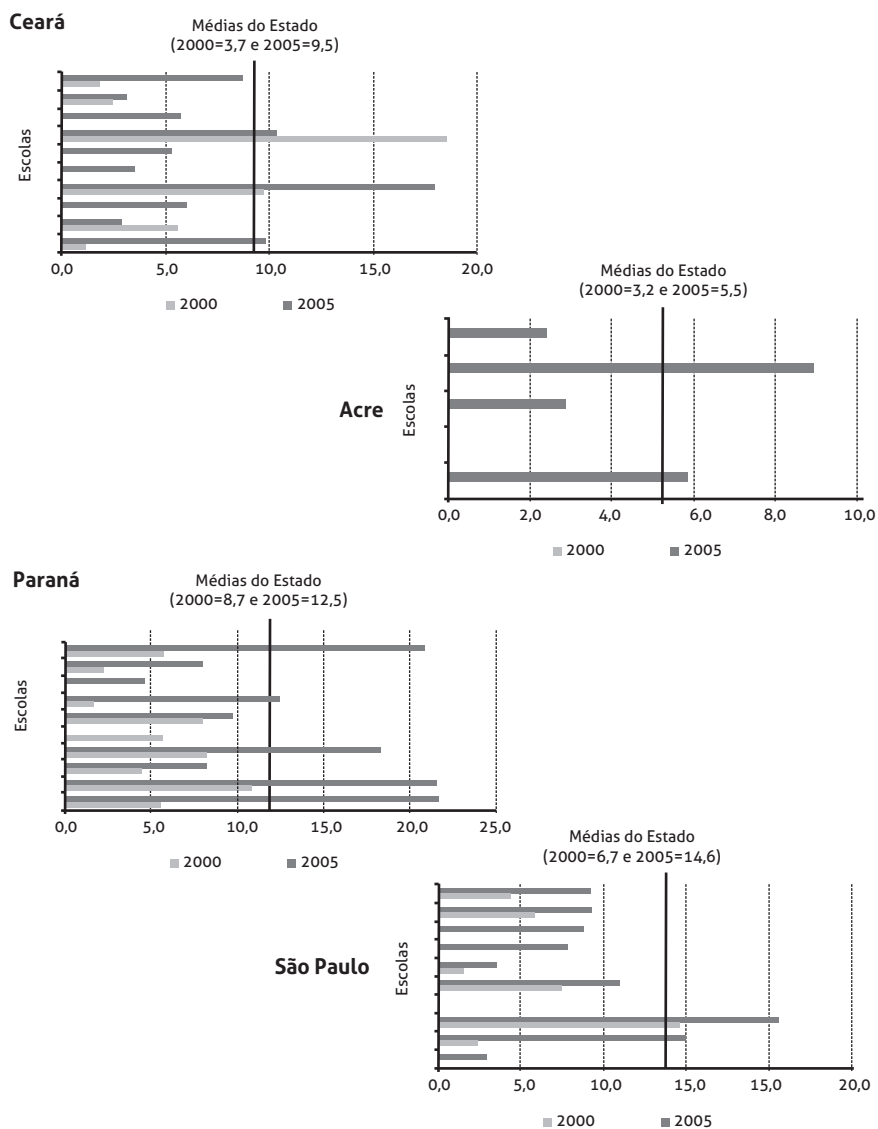 Ceará
Médias do Estado
(2000=3,7 e 2005=9,5)
Escolas
0,0 5,0 10,0 15,0 20,0
2000 2005
Médias do Estado
(2000=3,2 e 2005=5,5)
Acre
Escolas
0,0 2,0 4,0 6,0 8,0 10,0
2000 2005
Paraná
Médias do Estado
(2000=8,7 e 2005=12,5)
Escolas
0,0 5,0 10,0 15,0 20,0 25,0
2000 2005
Médias do Estado
(2000=6,7 e 2005=14,6)
São Paulo
Escolas
0,0 5,0 10,0 15,0 15,0 20,0
2000 2005